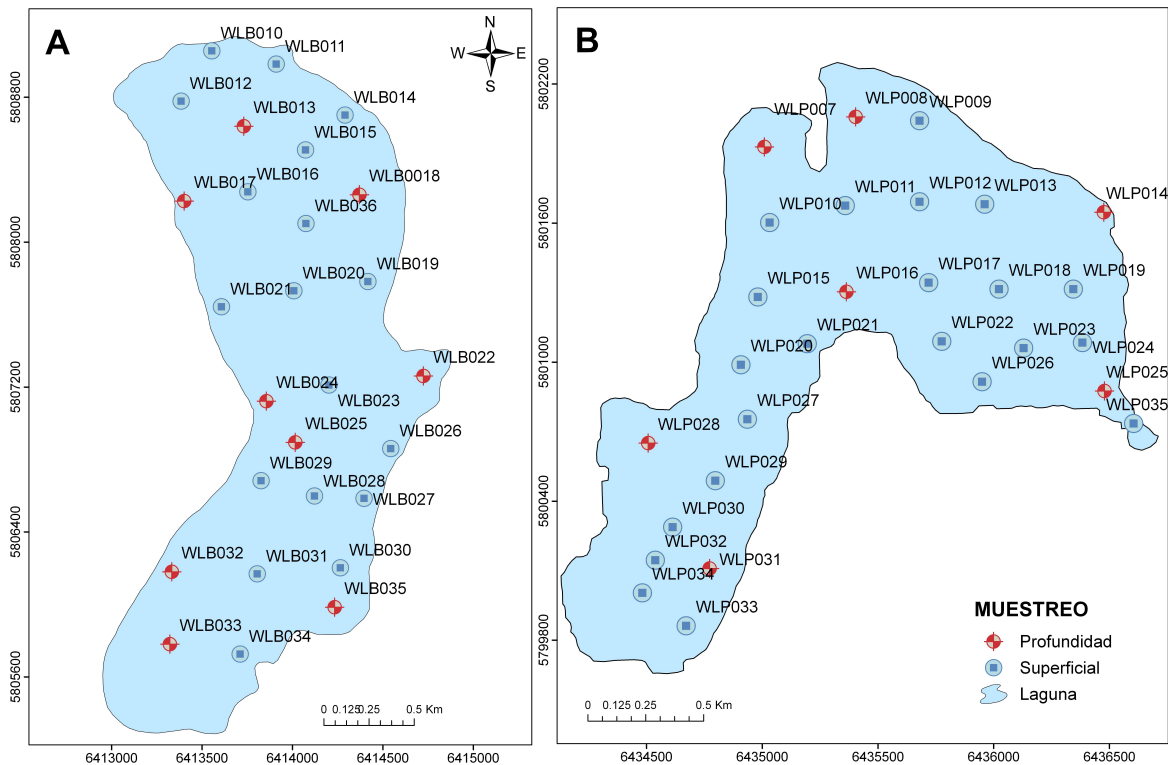 A
N
W E
S
WLB010
WLB011
WLB012
WLB013
WLB014
WLB015
WLB016
WLB017
WLB0018
WLB036
WLB019
WLB020
WLB021
WLB022
WLB024
WLB023
WLB025
WLB026
WLB029
WLB028
WLB027
WLB032
WLB031
WLB030
WLB035
WLB033
WLB034
0 0.125 0.25 0.5 Km
5808800
5808000
5807200
5806400
5805600
6413000 6413500 6414000 6414500 6415000
B
WLP007
WLP008
WLP009
WLP010
WLP011
WLP012
WLP013
WLP014
WLP015
WLP016
WLP017
WLP018
WLP019
WLP020
WLP021
WLP022
WLP023
WLP024
WLP026
WLP025
WLP035
WLP027
WLP028
WLP029
WLP030
WLP032
WLP031
WLP034
WLP033
0 0.125 0.25 0.5 Km
5802200
5801600
5801000
5800400
5799800
6434500 6435000 6435500 6436000 6436500
MUESTREO
Profundidad
Superficial
Laguna